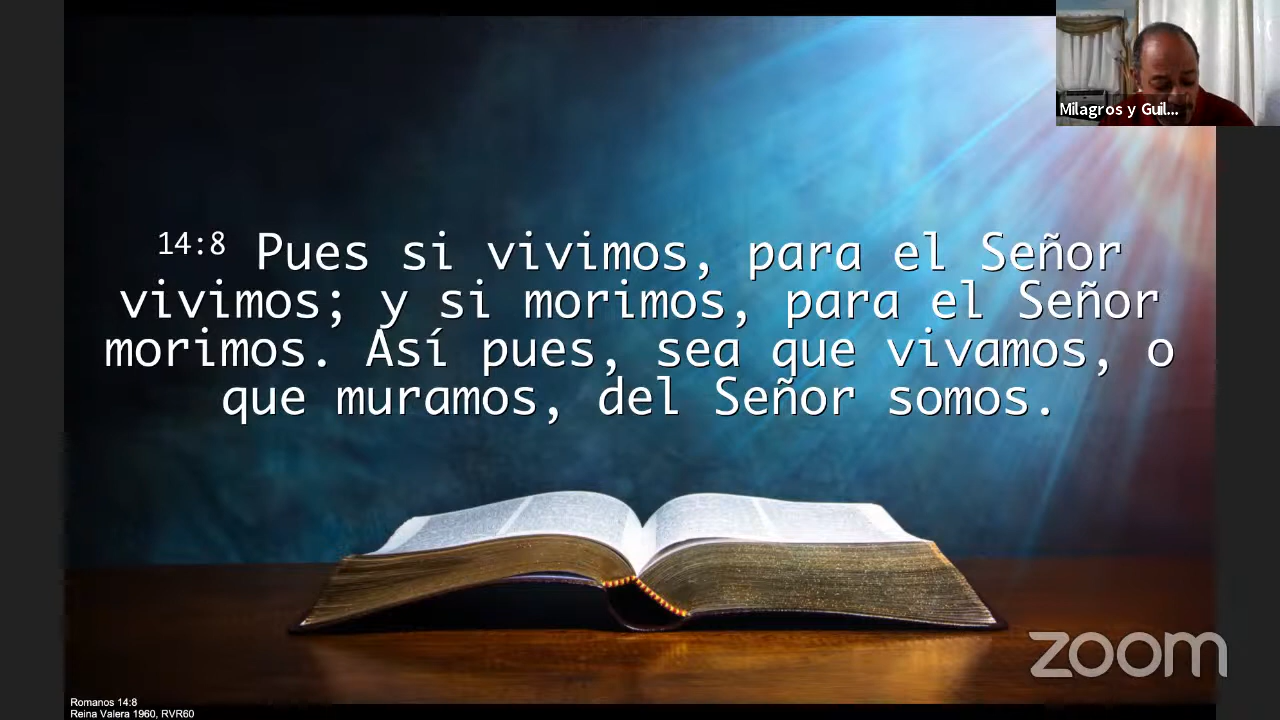 Milagros y Guil...
14:8 Pues si vivimos, para el Señor
vivimos; y si morimos, para el Señor
morimos. Así pues, sea que vivamos, o
que muramos, del Señor somos.
zoom
Romanos 14:8
Reina Valera 1960, RVR60